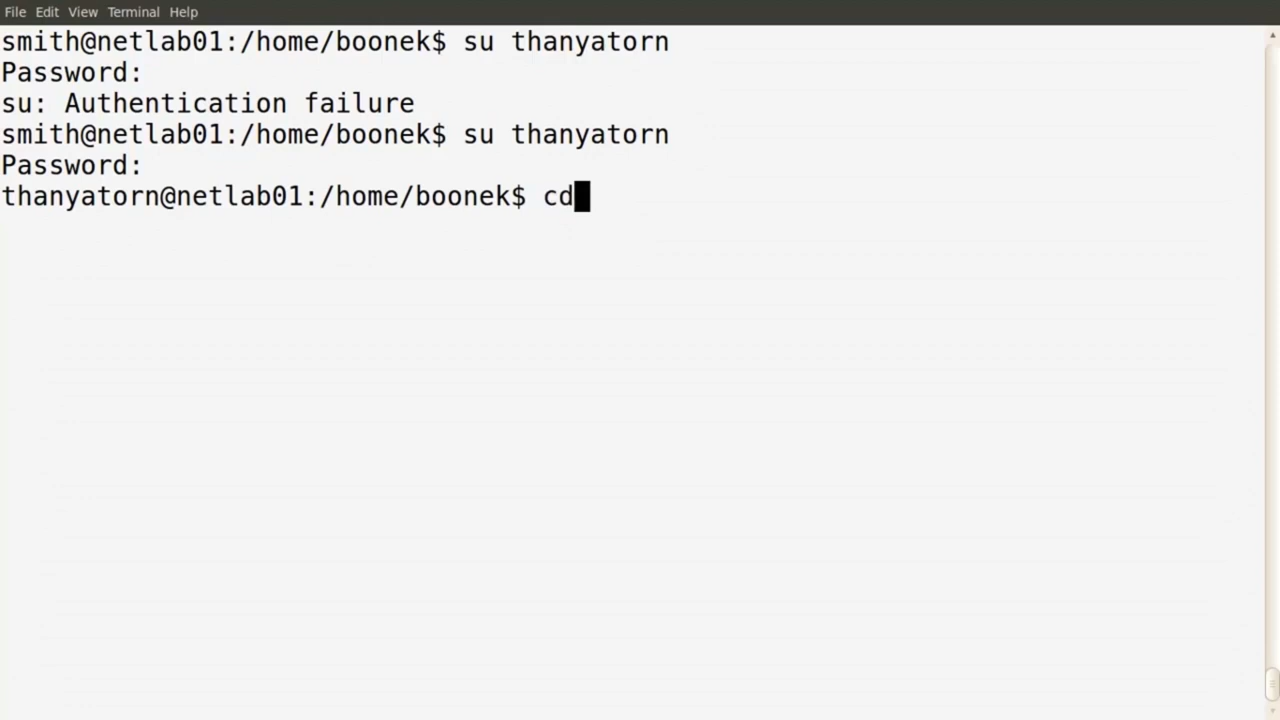 File Edit View Terminal Help
smith@netlab01:/home/boonek$ su thanyatorn
Password:
su: Authentication failure
smith@netlab01:/home/boonek$ su thanyatorn
Password:
thanyatorn@netlab01:/home/boonek$ cd